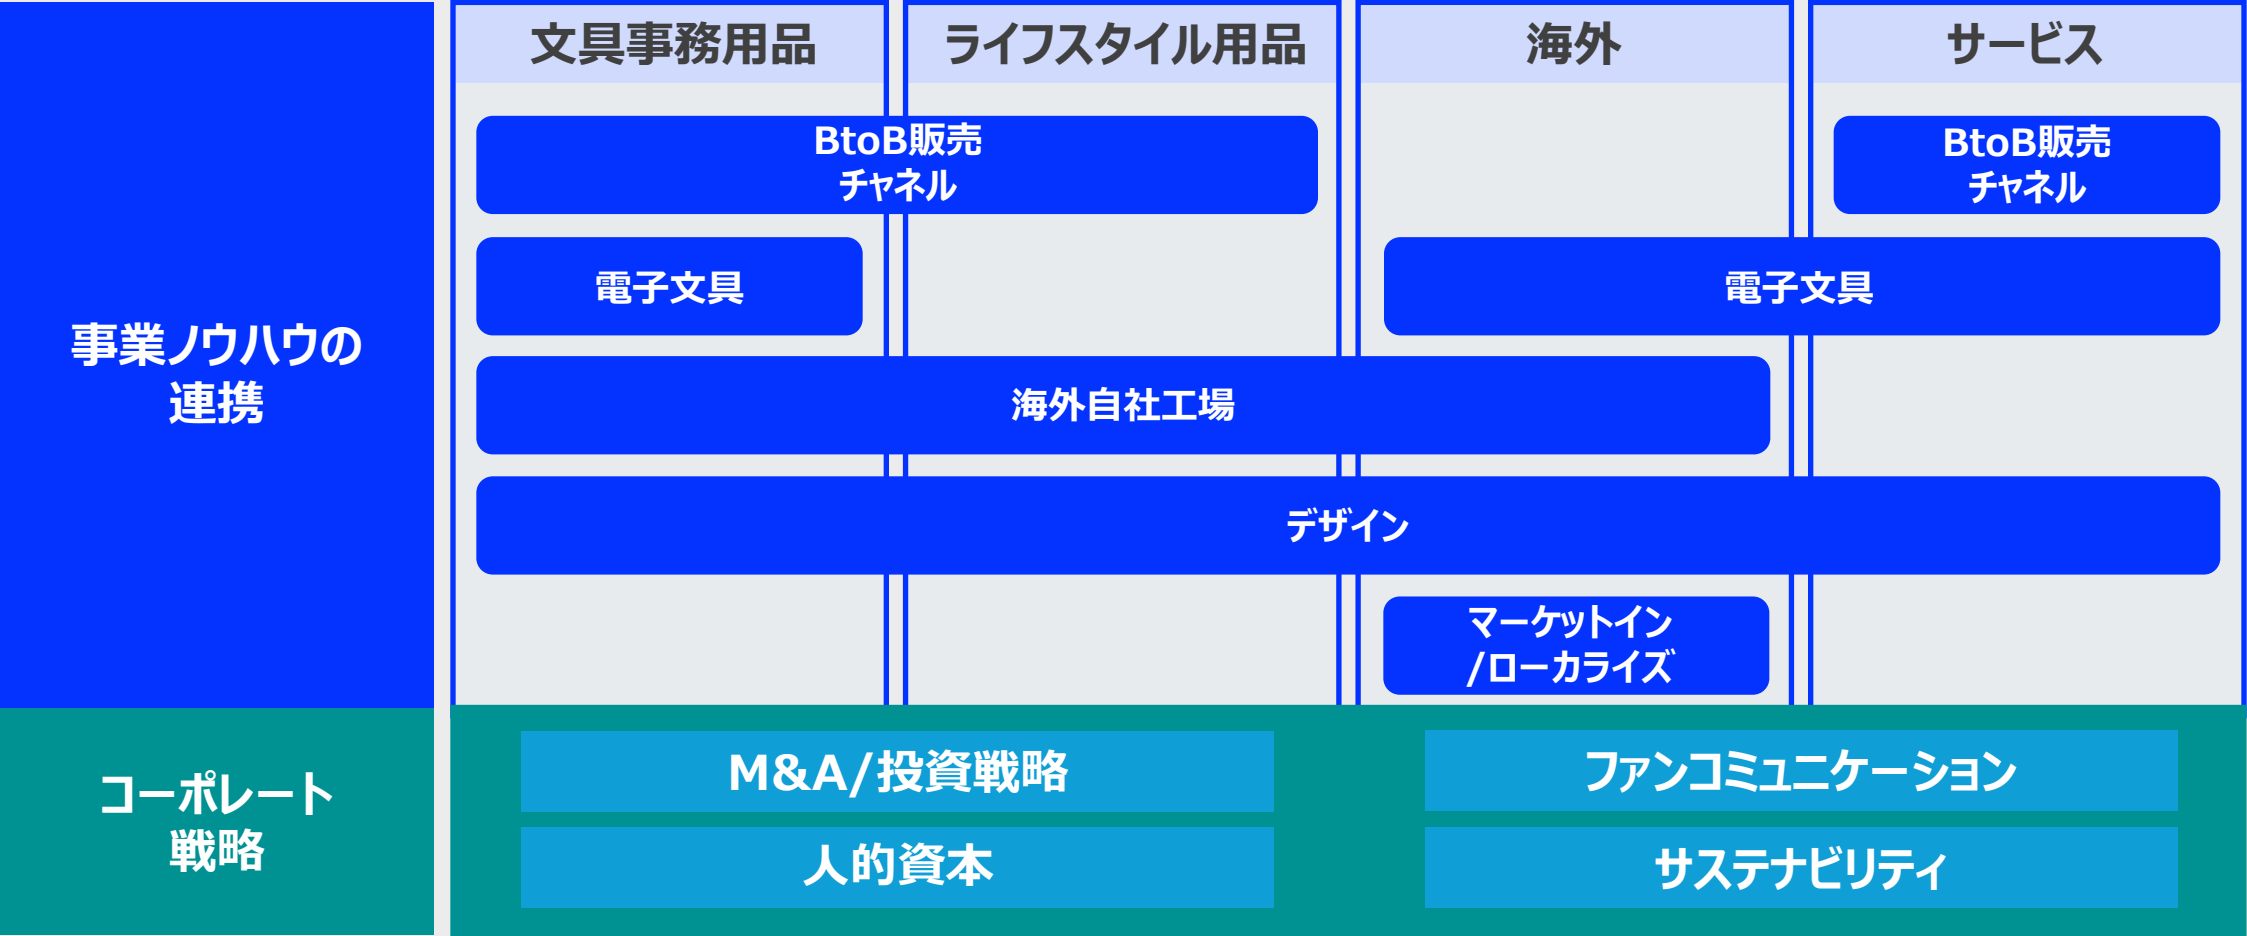 文具事務用品
ライフスタイル用品
海外
サービス
事業ノウハウの
連携
BtoB販売
チャネル
BtoB販売
チャネル
電子文具
電子文具
海外自社工場
デザイン
マーケットイン
/ローカライズ
コーポレート
戦略
M&A/投資戦略
ファンコミュニケーション
人的資本
サステナビリティ